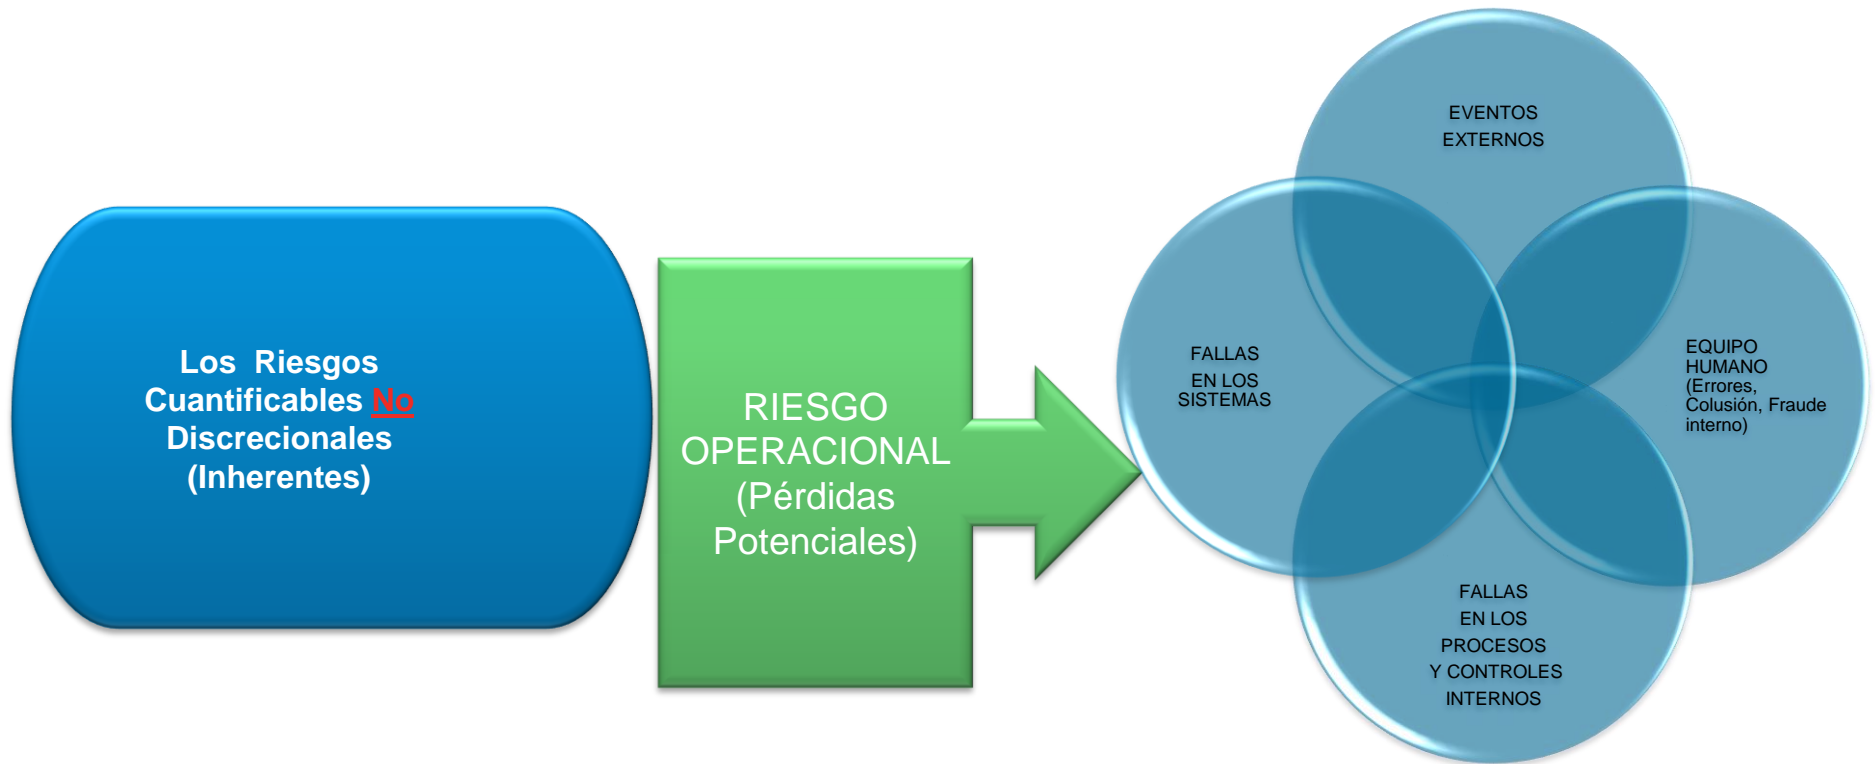 Los Riesgos
Cuantificables No
Discrecionales
(Inherentes)
RIESGO
OPERACIONAL
(Pérdidas
Potenciales)
EVENTOS
EXTERNOS
FALLAS
EN LOS
SISTEMAS
EQUIPO
HUMANO
(Errores,
Colusión, Fraude
interno)
FALLAS
EN LOS
PROCESOS
Y CONTROLES
INTERNOS